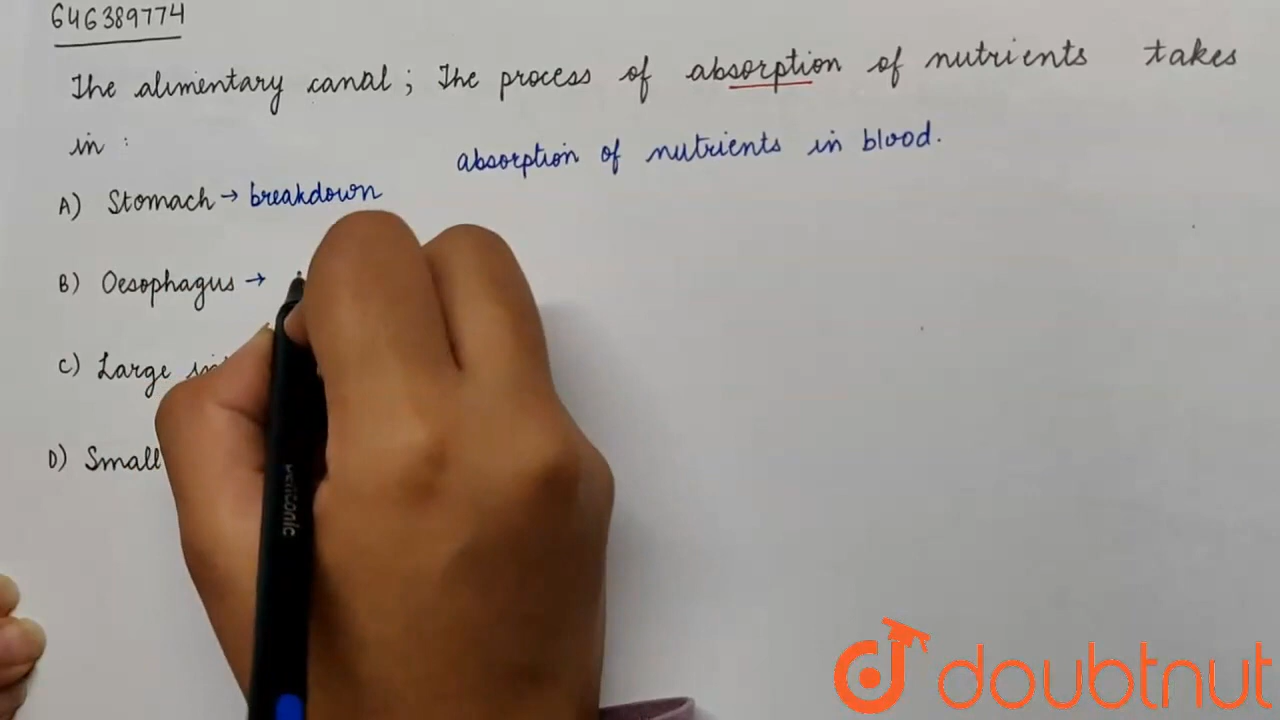 646389774
The alimentary canal ; The process of absorption of nutrients takes
in :
absorption of nutrients in blood.
A) Stomach → breakdown
B) Oesophagus →
C) Large
D) Small
reitonic
doubtnut